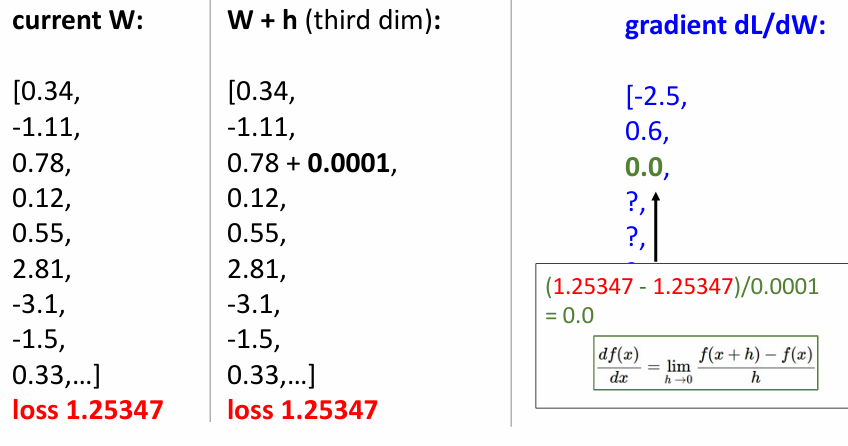 current W:
[0.34,
-1.11,
0.78,
0.12,
0.55,
2.81,
-3.1,
-1.5,
0.33,...]
loss 1.25347
W + h (third dim):
[0.34,
-1.11,
0.78 + 0.0001,
0.12,
0.55,
2.81,
-3.1,
-1.5,
0.33,...]
loss 1.25347
gradient dL/dW:
[-2.5,
0.6,
0.0,
?,
?,
(1.25347 - 1.25347)/0.0001
= 0.0
df(x)/dx = lim h→0 f(x + h) − f(x)/h